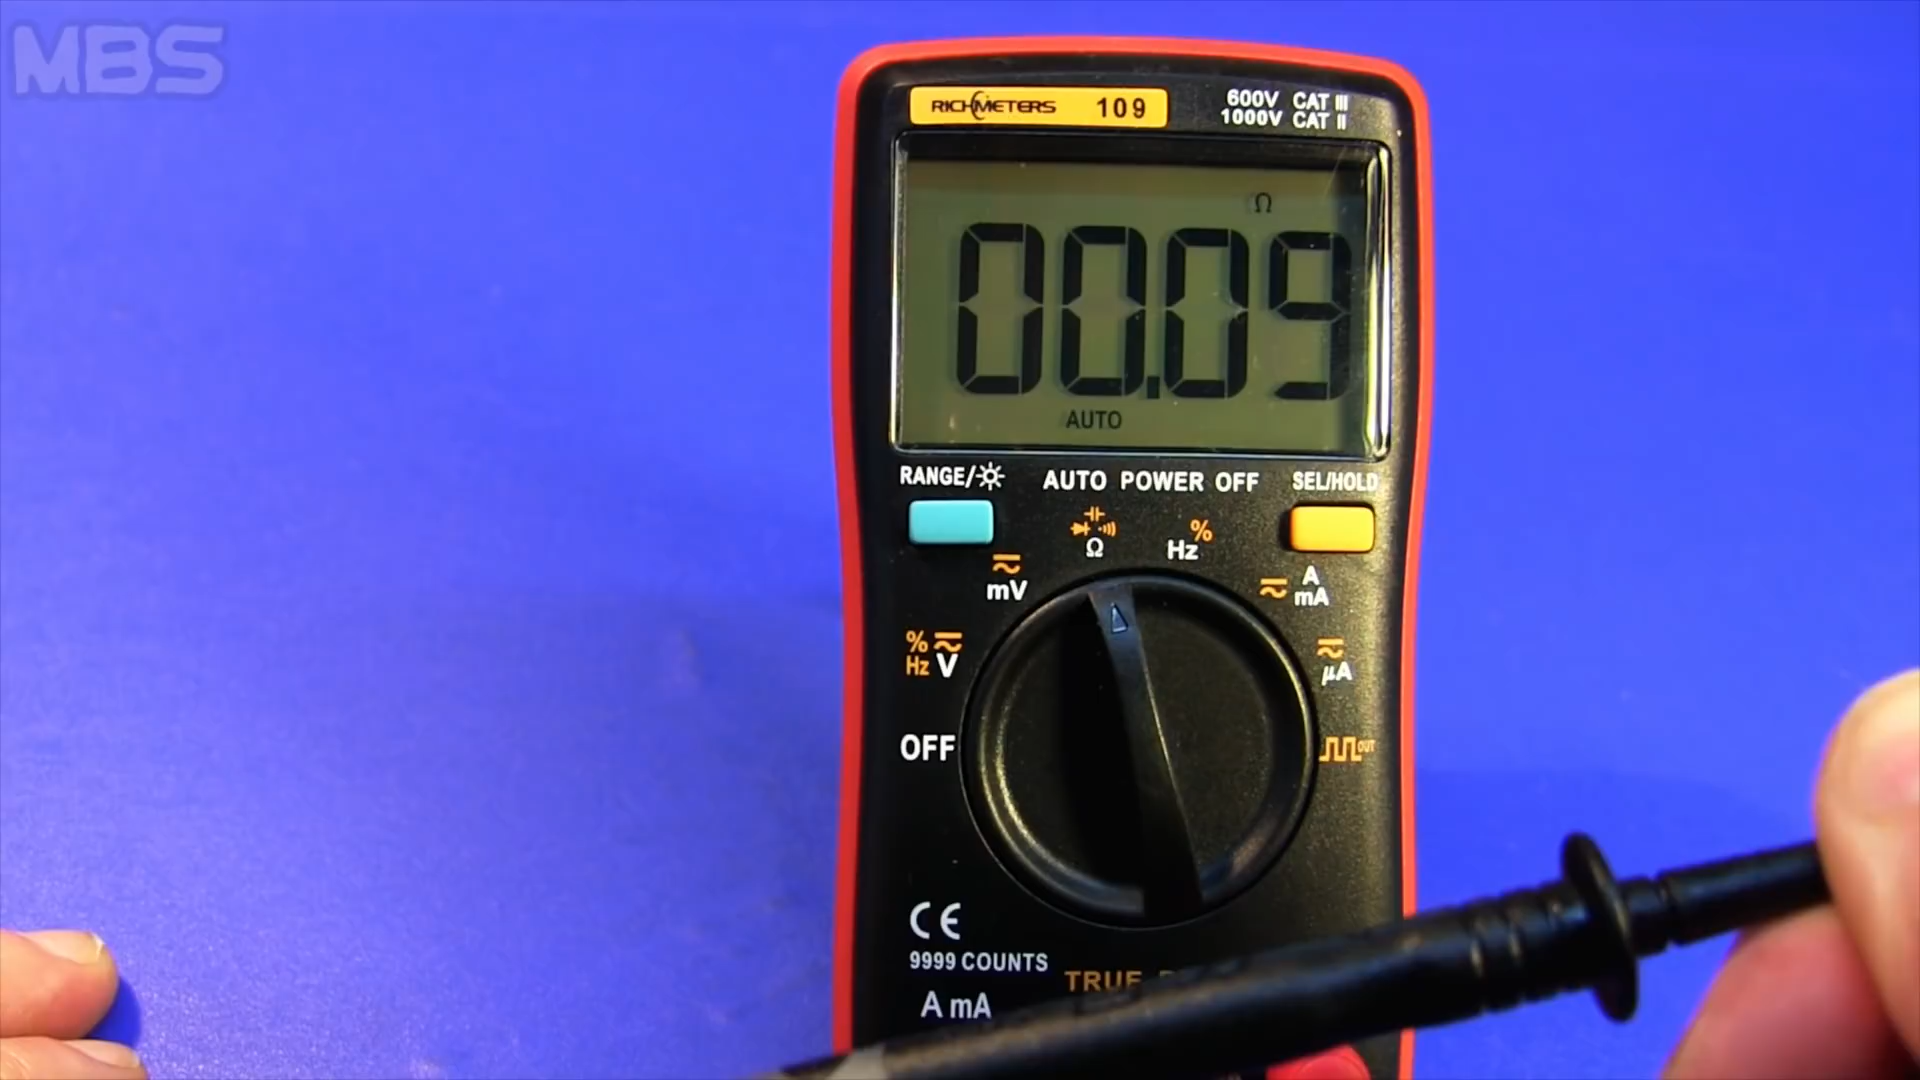 MBS
RICHMETERS 109
600V CAT III
1000V CAT II
Ω
00.09
AUTO
RANGE/
AUTO POWER OFF
SEL/HOLD
Ω
Hz %
mV
A
mA
%
Hz V
μA
OFF
OUT
CE
9999 COUNTS
TRUE
A mA